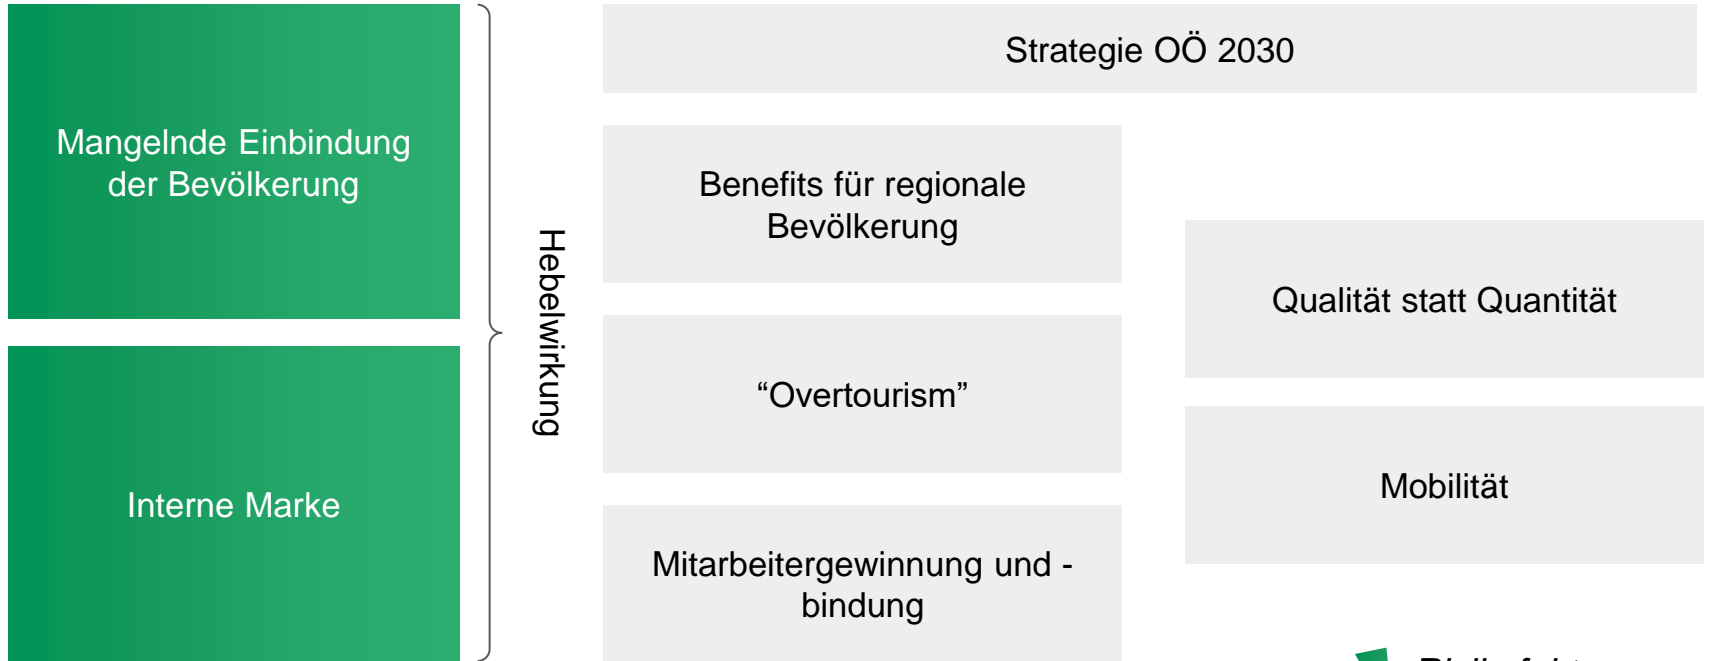 Mangelnde Einbindung
der Bevölkerung
Interne Marke
Hebelwirkung
Strategie OÖ 2030
Benefits für regionale
Bevölkerung
“Overtourism”
Mitarbeitergewinnung und -
bindung
Qualität statt Quantität
Mobilität